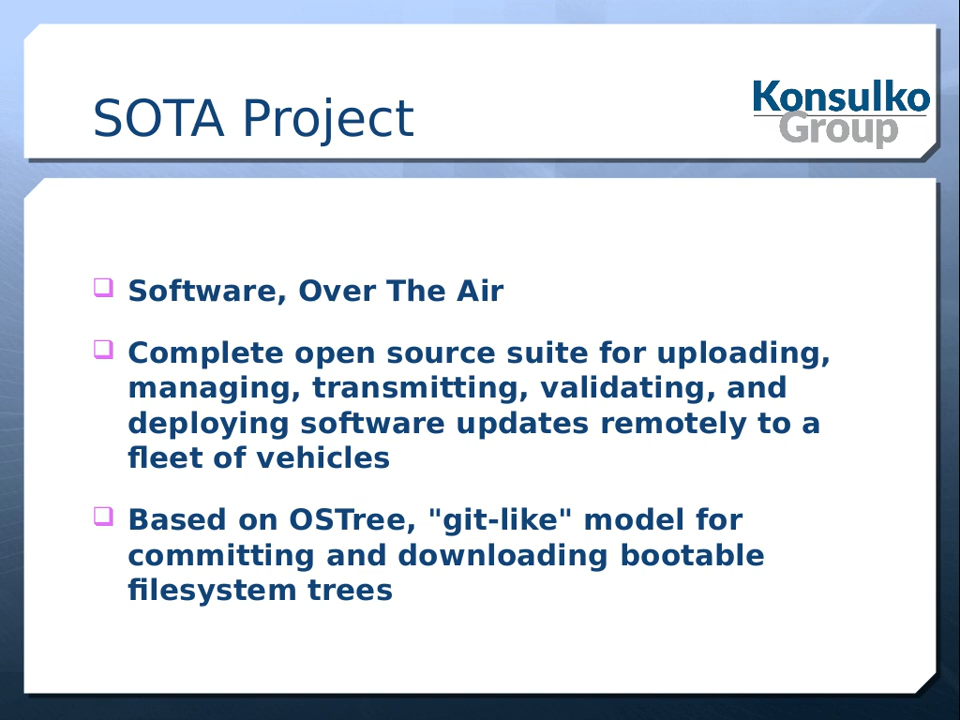 SOTA Project
Konsulko
Group
Software, Over The Air
Complete open source suite for uploading,
managing, transmitting, validating, and
deploying software updates remotely to a
fleet of vehicles
Based on OSTree, "git-like" model for
committing and downloading bootable
filesystem trees